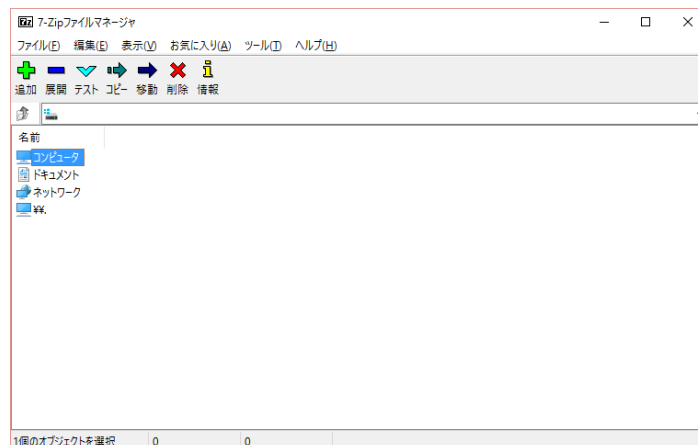 7-Zipファイルマネージャ
ファイル(F) 編集(E) 表示(V) お気に入り(A) ツール(T) ヘルプ(H)
追加 展開 テスト コピー 移動 削除 情報
名前
コンピュータ
ドキュメント
ネットワーク
¥¥.
1個のオブジェクトを選択 0 0